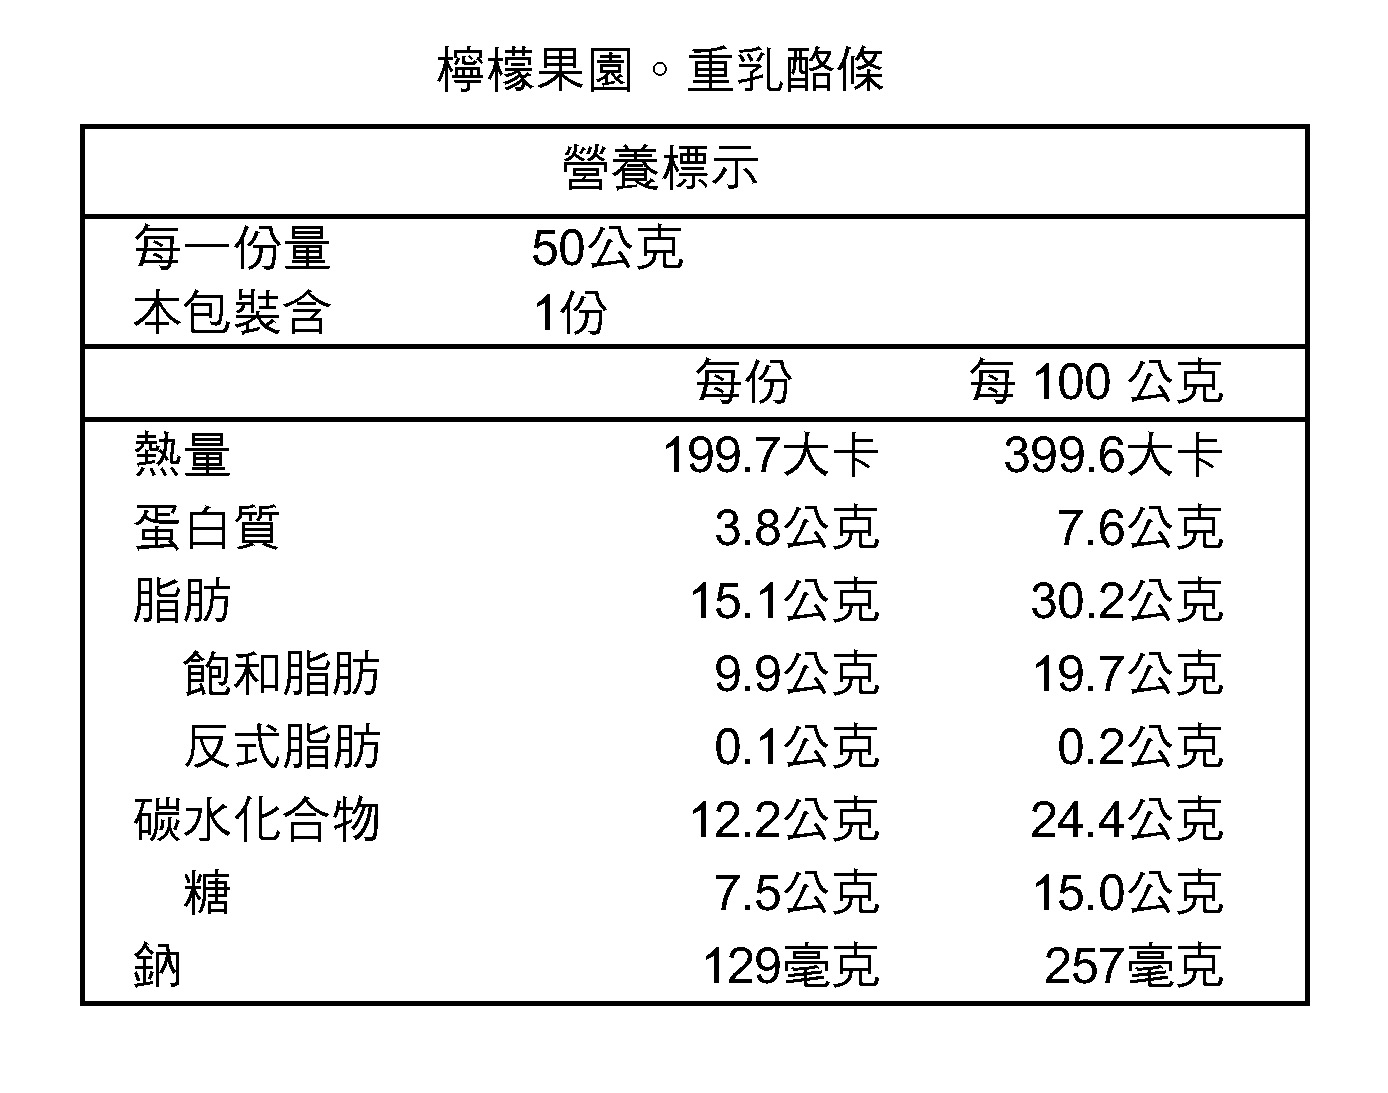 檸檬果園。重乳酪條
營養標示
每一份量 50公克
本包裝含 1份
每份 每 100 公克
熱量 199.7大卡 399.6大卡
蛋白質 3.8公克 7.6公克
脂肪 15.1公克 30.2公克
飽和脂肪 9.9公克 19.7公克
反式脂肪 0.1公克 0.2公克
碳水化合物 12.2公克 24.4公克
糖 7.5公克 15.0公克
鈉 129毫克 257毫克